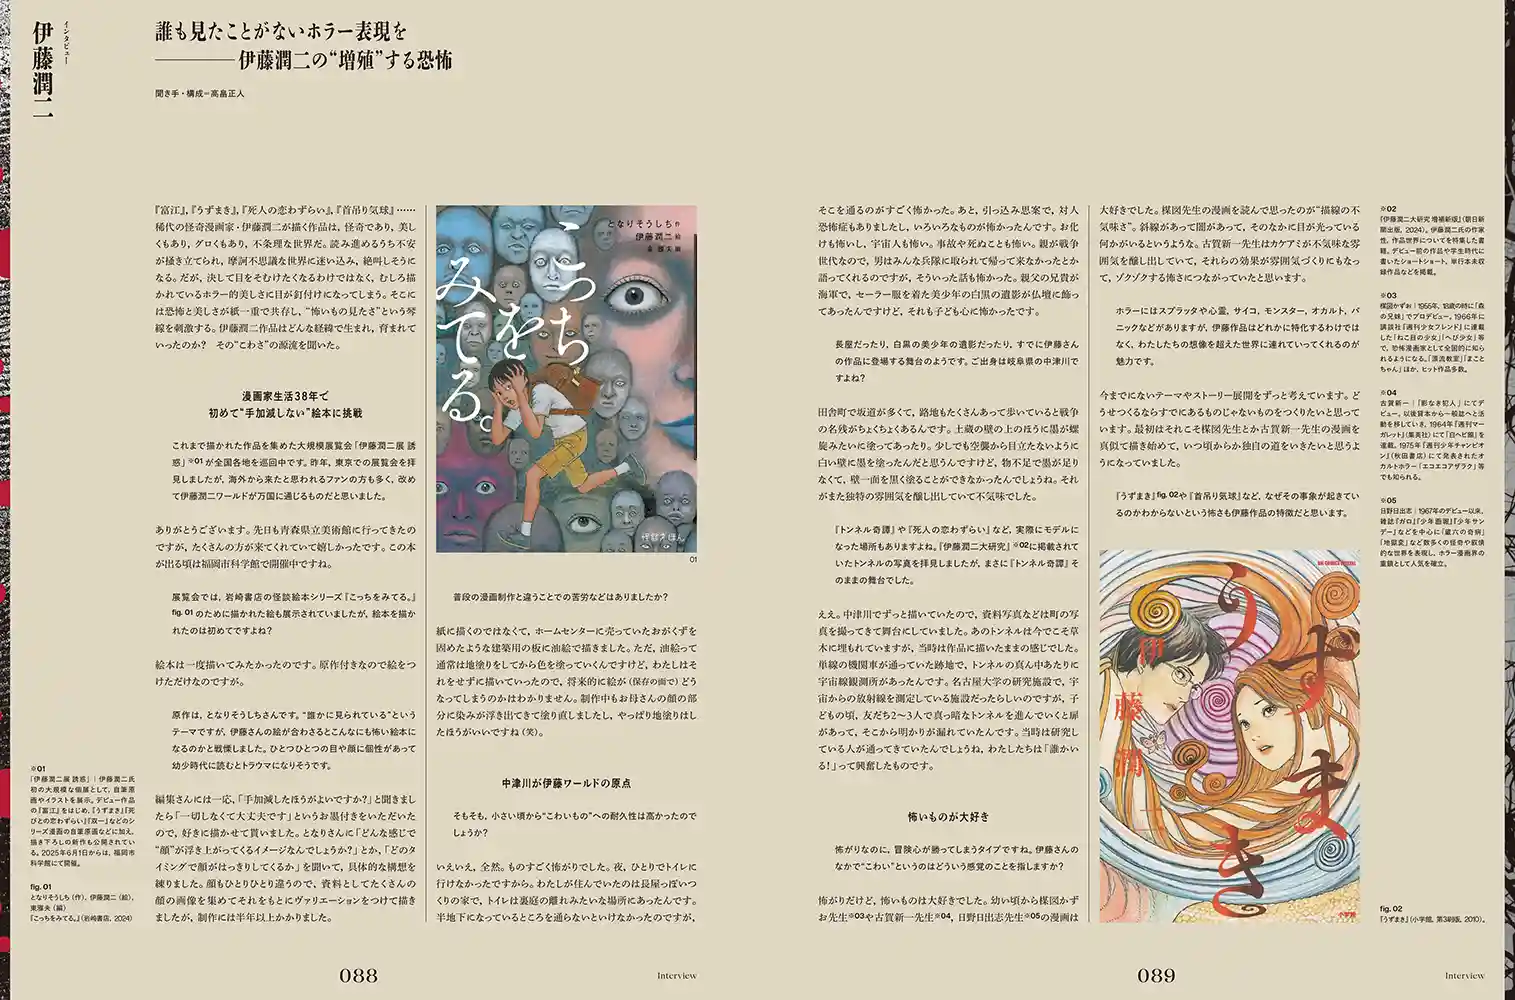 インタビュー
伊藤潤二
誰も見たことがないホラー表現を
————伊藤潤二の“増殖”する恐怖
聞き手・構成=高畠正人
『富江』,『うずまき』,『死人の恋わずらい』,『首吊り気球』……
稀代の怪奇漫画家・伊藤潤二が描く作品は,怪奇であり,美し
くもあり,グロくもあり,不条理な世界だ。読み進めるうち不安
が掻き立てられ,摩訶不思議な世界に迷い込み,絶叫しそうに
なる。だが,決して目をそむけたくなるわけではなく,むしろ描
かれているホラー的美しさに目が釘付けになってしまう。そこに
は恐怖と美しさが紙一重で共存し,“怖いもの見たさ”という琴
線を刺激する。伊藤潤二作品はどんな経緯で生まれ,育まれて
いったのか? その“こわさ”の源流を聞いた。
漫画家生活38年で
初めて“手加減しない”絵本に挑戦
これまで描かれた作品を集めた大規模展覧会「伊藤潤二展 誘
惑」※01が全国各地を巡回中です。昨年,東京での展覧会を拝
見しましたが,海外から来たと思われるファンの方も多く,改め
て伊藤潤二ワールドが万国に通じるものだと思いました。
ありがとうございます。先日も青森県立美術館に行ってきたの
ですが,たくさんの方が来てくれていて嬉しかったです。この本
が出る頃は福岡市科学館で開催中ですね。
展覧会では,岩崎書店の怪談絵本シリーズ『こっちをみてる。』
fig. 01のために描かれた絵も展示されていましたが,絵本を描か
れたのは初めてですよね?
絵本は一度描いてみたかったのです。原作付きなので絵をつ
けただけなのですが。
原作は,となりそうしちさんです。“誰かに見られている”という
テーマですが,伊藤さんの絵が合わさるとこんなにも怖い絵本に
なるのかと戦慄しました。ひとつひとつの目や顔に個性があって
幼少時代に読むとトラウマになりそうです。
編集さんには一応,「手加減したほうがよいですか?」と聞きまし
たら「一切しなくて大丈夫です」というお墨付きをいただいた
ので,好きに描かせて貰いました。となりさんに「どんな感じで
“顔”が浮き上がってくるイメージなんでしょうか?」とか,「どのタ
イミングで顔がはっきりしてくるか」を聞いて,具体的な構想を
練りました。顔もひとりひとり違うので,資料としてたくさんの
顔の画像を集めてそれをもとにヴァリエーションをつけて描き
ましたが,制作には半年以上かかりました。
※01
「伊藤潤二展 誘惑」|伊藤潤二氏
初の大規模な個展として,自筆原
画やイラストを展示。デビュー作品
の『富江』をはじめ,『うずまき』『死
びとの恋わずらい』『双一』などのシ
リーズ漫画の自筆原画などに加え,
描き下ろしの新作も公開されてい
る。2025年6月1日からは,福岡市
科学館にて開催。
fig. 01
となりそうしち(作),伊藤潤二(絵),
東雅夫(編)
『こっちをみてる。』(岩崎書店,2024)
となりそうしち 作
伊藤潤二 絵
東 雅夫 編
こっちを
みてる。
怪談えほん
01
普段の漫画制作と違うことでの苦労などはありましたか?
紙に描くのではなくて,ホームセンターに売っていたおがくずを
固めたような建築用の板に油絵で描きました。ただ,油絵って
通常は地塗りをしてから色を塗っていくんですけど,わたしはそ
れをせずに描いていったので,将来的に絵が(保存の面で)どう
なってしまうのかはわかりません。制作中もお母さんの顔の部
分に染みが浮き出てきて塗り直しましたし,やっぱり地塗りはし
たほうがいいですね(笑)。
中津川が伊藤ワールドの原点
そもそも,小さい頃から“こわいもの”への耐久性は高かったので
しょうか?
いえいえ,全然。ものすごく怖がりでした。夜,ひとりでトイレに
行けなかったですから。わたしが住んでいたのは長屋っぽいつ
くりの家で,トイレは裏庭の離れみたいな場所にあったんです。
半地下になっているところを通らないといけなかったのですが,
088
Interview
そこを通るのがすごく怖かった。あと,引っ込み思案で,対人
恐怖症もありましたし,いろいろなものが怖かったんです。お化
けも怖いし,宇宙人も怖い。事故や死ぬことも怖い。親が戦争
世代なので,男はみんな兵隊に取られて帰って来なかったとか
語ってくれるのですが,そういった話も怖かった。親父の兄貴が
海軍で,セーラー服を着た美少年の白黒の遺影が仏壇に飾っ
てあったんですけど,それも子ども心に怖かったです。
長屋だったり,白黒の美少年の遺影だったり,すでに伊藤さん
の作品に登場する舞台のようです。ご出身は岐阜県の中津川で
すよね?
田舎町で坂道が多くて,路地もたくさんあって歩いていると戦争
の名残がちょくちょくあるんです。土蔵の壁の上のほうに墨が螺
旋みたいに塗ってあったり。少しでも空襲から目立たないように
白い壁に墨を塗ったんだと思うんですけど,物不足で墨が足り
なくて,壁一面を黒く塗ることができなかったんでしょうね。それ
がまた独特の雰囲気を醸し出していて不気味でした。
『トンネル奇譚』や『死人の恋わずらい』など,実際にモデルに
なった場所もありますよね。『伊藤潤二大研究』※02に掲載されて
いたトンネルの写真を拝見しましたが,まさに『トンネル奇譚』そ
のままの舞台でした。
ええ。中津川でずっと描いていたので,資料写真などは町の写
真を撮ってきて舞台にしていました。あのトンネルは今でこそ草
木に埋もれていますが,当時は作品に描いたままの感じでした。
単線の機関車が通っていた跡地で,トンネルの真ん中あたりに
宇宙線観測所があったんです。名古屋大学の研究施設で,宇
宙からの放射線を測定している施設だったらしいのですが,子
どもの頃,友だち2〜3人で真っ暗なトンネルを進んでいくと扉
があって,そこから明かりが漏れていたんです。当時は研究し
ている人が通ってきていたんでしょうね,わたしたちは「誰かい
る!」って興奮したものです。
怖いものが大好き
怖がりなのに,冒険心が勝ってしまうタイプですね。伊藤さんの
なかで“こわい”というのはどういう感覚のことを指しますか?
怖がりだけど,怖いものは大好きでした。幼い頃から楳図かず
お先生※03や古賀新一先生※04,日野日出志先生※05の漫画は
大好きでした。楳図先生の漫画を読んで思ったのが“描線の不
気味さ”。斜線があって闇があって,そのなかに目が光っている
何かがいるというような。古賀新一先生はカケアミが不気味な雰
囲気を醸し出していて,それらの効果が雰囲気づくりにもなっ
て,ゾクゾクする怖さにつながっていたと思います。
ホラーにはスプラッタや心霊,サイコ,モンスター,オカルト,パ
ニックなどがありますが,伊藤作品はどれかに特化するわけでは
なく,わたしたちの想像を超えた世界に連れていってくれるのが
魅力です。
今までにないテーマやストーリー展開をずっと考えています。ど
うせつくるならすでにあるものじゃないものをつくりたいと思って
います。最初はそれこそ楳図先生とか古賀新一先生の漫画を
真似て描き始めて,いつ頃からか独自の道をいきたいと思うよ
うになっていました。
『うずまき』fig. 02や『首吊り気球』など,なぜその事象が起きてい
るのかわからないという怖さも伊藤作品の特徴だと思います。
BIG COMICS SPECIAL
うずまき
伊藤潤二
小学館
※02
『伊藤潤二大研究 増補新版』(朝日新
聞出版,2024)。伊藤潤二氏の作家
性,作品世界についてを特集した書
籍。デビュー前の作品や学生時代に
書いたショートショート,単行本未収
録作品などを掲載。
※03
楳図かずお|1955年,18歳の時に「森
の兄妹」でプロデビュー。1966年に
講談社『週刊少女フレンド』に連載
した「ねこ目の少女」「へび少女」等
で,恐怖漫画家として全国的に知ら
れるようになる。「漂流教室」「まこと
ちゃん」ほか,ヒット作品多数。
※04
古賀新一|「影なき犯人」にてデ
ビュー。以後貸本から一般誌へと活
動を移していき,1964年『週刊マー
ガレット』(集英社)にて「白へび館」を
連載。1975年『週刊少年チャンピオ
ン』(秋田書店)にて発表されたオ
カルトホラー「エコエコアザラク」等
でも知られる。
※05
日野日出志|1967年のデビュー以来,
雑誌『ガロ』『少年画報』『少年サン
デー』などを中心に「蔵六の奇病」
「地獄変」など数多くの怪奇や叙情
的な世界を表現し,ホラー漫画界の
重鎮として人気を確立。
fig. 02
『うずまき』(小学館,第3刷版,2010)。
089
Interview